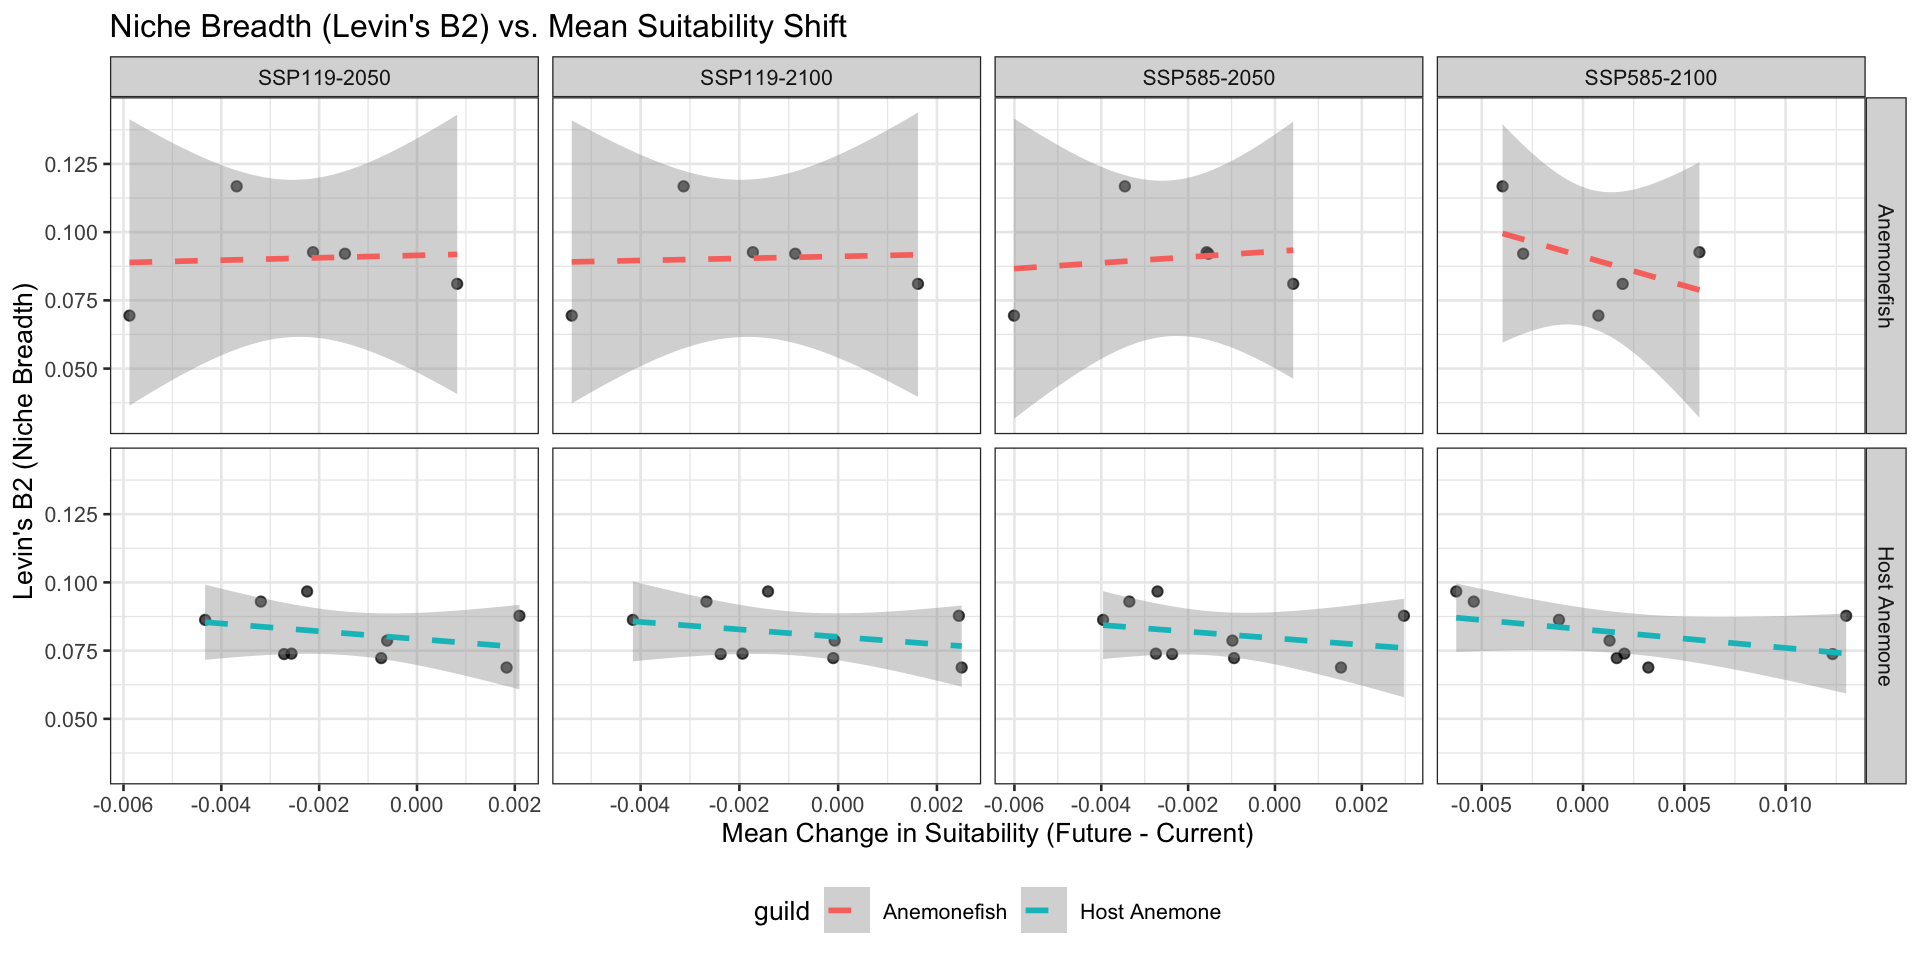 Niche Breadth (Levin's B2) vs. Mean Suitability Shift
SSP119-2050 SSP119-2100 SSP585-2050 SSP585-2100
Levin's B2 (Niche Breadth)
0.125
0.100
0.075
0.050
Anemonefish
0.125
0.100
0.075
0.050
Host Anemone
-0.006 -0.004 -0.002 0.000 0.002 -0.004 -0.002 0.000 0.002 -0.006 -0.004 -0.002 0.000 0.002 -0.005 0.000 0.005 0.010
Mean Change in Suitability (Future - Current)
guild Anemonefish Host Anemone